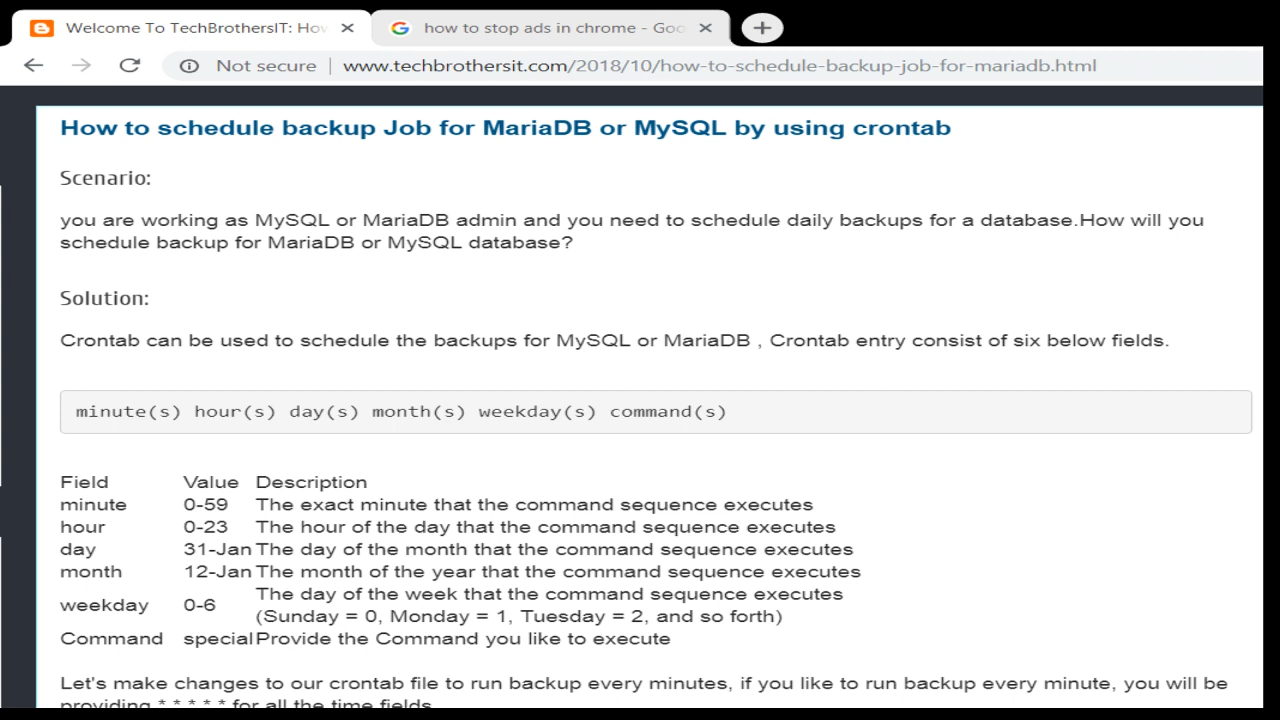 Welcome To TechBrothersIT: How
how to stop ads in chrome - Goo
Not secure | www.techbrothersit.com/2018/10/how-to-schedule-backup-job-for-mariadb.html
How to schedule backup Job for MariaDB or MySQL by using crontab
Scenario:
you are working as MySQL or MariaDB admin and you need to schedule daily backups for a database.How will you
schedule backup for MariaDB or MySQL database?
Solution:
Crontab can be used to schedule the backups for MySQL or MariaDB , Crontab entry consist of six below fields.
minute(s) hour(s) day(s) month(s) weekday(s) command(s)
Field Value Description
minute 0-59 The exact minute that the command sequence executes
hour 0-23 The hour of the day that the command sequence executes
day 31-Jan The day of the month that the command sequence executes
month 12-Jan The month of the year that the command sequence executes
weekday 0-6 The day of the week that the command sequence executes
(Sunday = 0, Monday = 1, Tuesday = 2, and so forth)
Command special Provide the Command you like to execute
Let's make changes to our crontab file to run backup every minutes, if you like to run backup every minute, you will be
providing * * * * * for all the time fields.